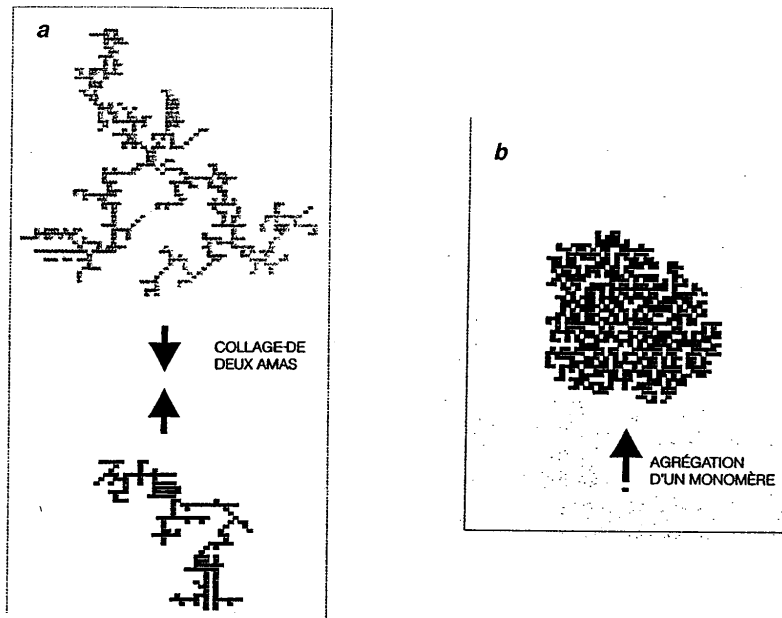 a
COLLAGE DE
DEUX AMAS
b
AGRÉGATION
D'UN MONOMÈRE